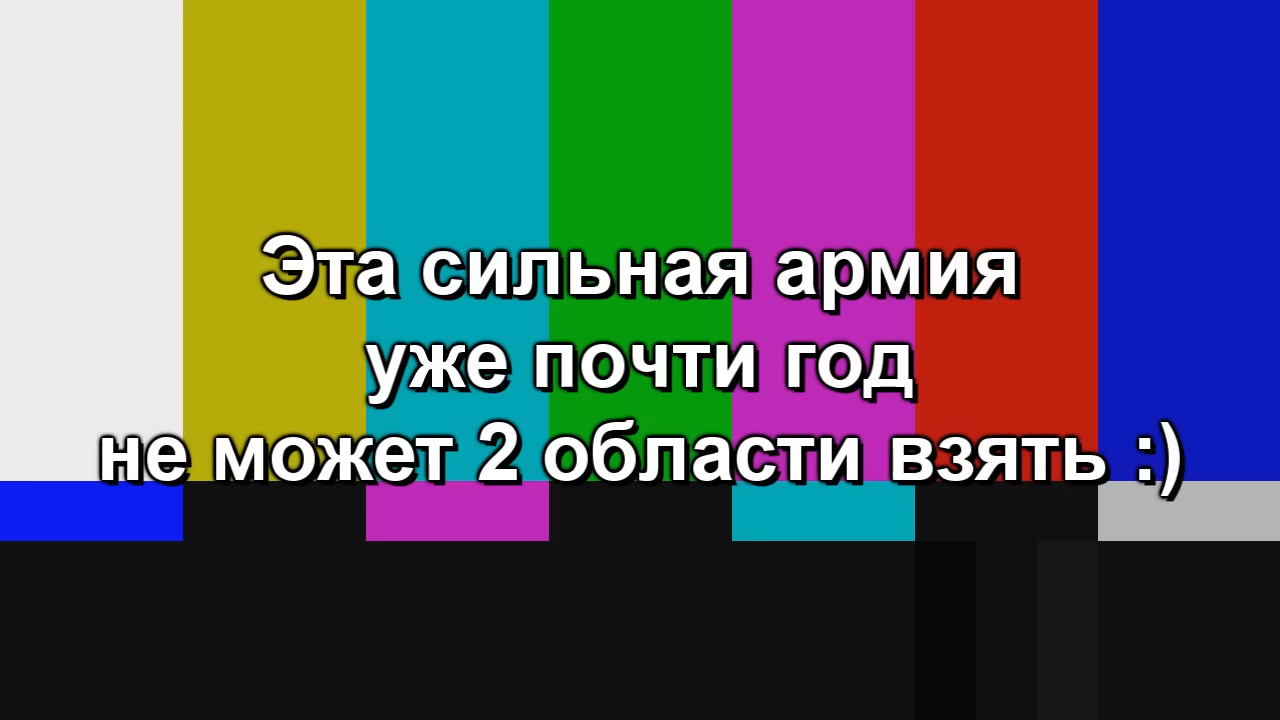 Эта сильная армия
уже почти год
не может 2 области взять :)